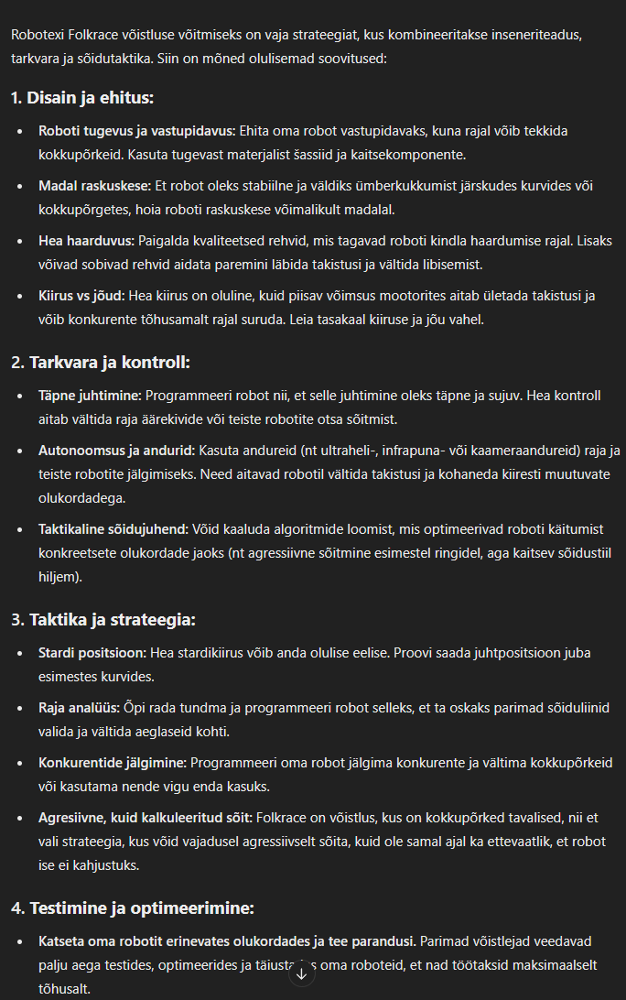 Robotexi Folkrace võistluse võitmiseks on vaja strateegiat, kus kombineeritakse inseneriteadus,
tarkvara ja sõidutaktika. Siin on mõned olulisemad soovitused:
1. Disain ja ehitus:
• Roboti tugevus ja vastupidavus: Ehita oma robot vastupidavaks, kuna rajal võib tekkida
kokkupõrkeid. Kasuta tugevast materjalist šassiid ja kaitsekomponente.
• Madal raskuskese: Et robot oleks stabiilne ja väldiks ümberkukkumist järskudes kurvides või
kokkupõrgetes, hoia roboti raskuskese võimalikult madalal.
• Hea haarduvus: Paigalda kvaliteetsed rehvid, mis tagavad roboti kindla haardumise rajal. Lisaks
võivad sobivad rehvid aidata paremini läbida takistusi ja vältida libisemist.
• Kiirus vs jõud: Hea kiirus on oluline, kuid piisav võimsus mootorites aitab ületada takistusi ja
võib konkurente tõhusamalt rajal suruda. Leia tasakaal kiiruse ja jõu vahel.
2. Tarkvara ja kontroll:
• Täpne juhtimine: Programmeeri robot nii, et selle juhtimine oleks täpne ja sujuv. Hea kontroll
aitab vältida raja äärekivide või teiste robotite otsa sõitmist.
• Autonoomsus ja andurid: Kasuta andureid (nt ultraheli-, infrapuna- või kaameraandureid) raja ja
teiste robotite jälgimiseks. Need aitavad robotil vältida takistusi ja kohaneda kiiresti muutuvate
olukordadega.
• Taktikaline sõidujuhend: Võid kaaluda algoritmide loomist, mis optimeerivad roboti käitumist
konkreetsete olukordade jaoks (nt agressiivne sõitmine esimestel ringidel, aga kaitsev sõidustiil
hiljem).
3. Taktika ja strateegia:
• Stardi positsioon: Hea stardikiirus võib anda olulise eelise. Proovi saada juhtpositsioon juba
esimestes kurvides.
• Raja analüüs: Õpi rada tundma ja programmeeri robot selleks, et ta oskaks parimad sõiduliinid
valida ja vältida aeglaseid kohti.
• Konkurentide jälgimine: Programmeeri oma robot jälgima konkurente ja vältima kokkupõrkeid
või kasutama nende vigu enda kasuks.
• Agresiivne, kuid kalkuleeritud sõit: Folkrace on võistlus, kus on kokkupõrked tavalised, nii et
vali strateegia, kus võid vajadusel agressiivselt sõita, kuid ole samal ajal ka ettevaatlik, et robot
ise ei kahjustuks.
4. Testimine ja optimeerimine:
• Katseta oma robotit erinevates olukordades ja tee parandusi. Parimad võistlejad veedavad
palju aega testides, optimeerides ja oma roboteid, et nad töötaksid maksimaalselt
tõhusalt.